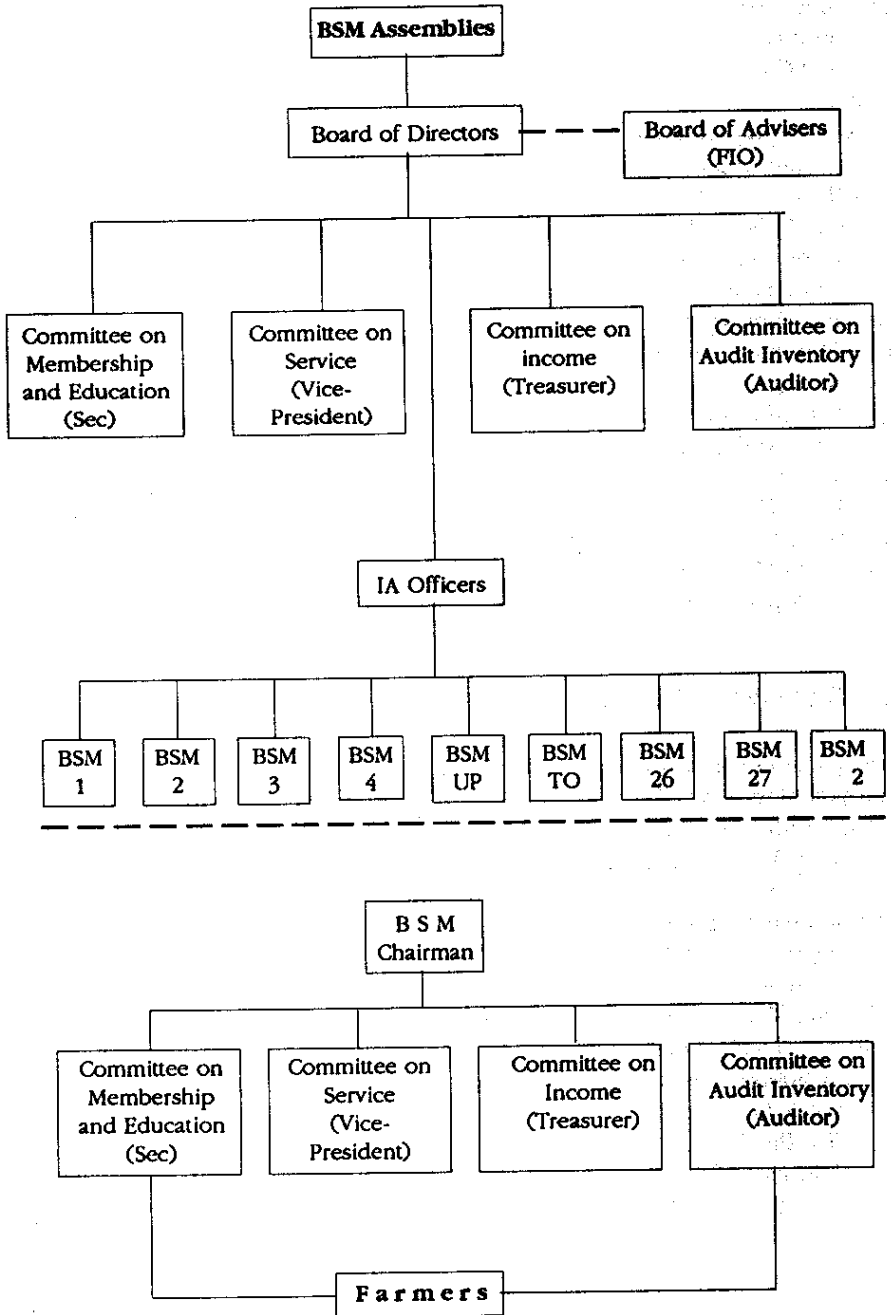 BSM Assemblies
Board of Directors
Board of Advisers
(FIO)
Committee on
Membership
and Education
(Sec)
Committee on
Service
(Vice-
President)
Committee on
income
(Treasurer)
Committee on
Audit Inventory
(Auditor)
IA Officers
BSM
1
BSM
2
BSM
3
BSM
4
BSM
UP
BSM
TO
BSM
26
BSM
27
BSM
2
B S M
Chairman
Committee on
Membership
and Education
(Sec)
Committee on
Service
(Vice-
President)
Committee on
Income
(Treasurer)
Committee on
Audit Inventory
(Auditor)
Farmers